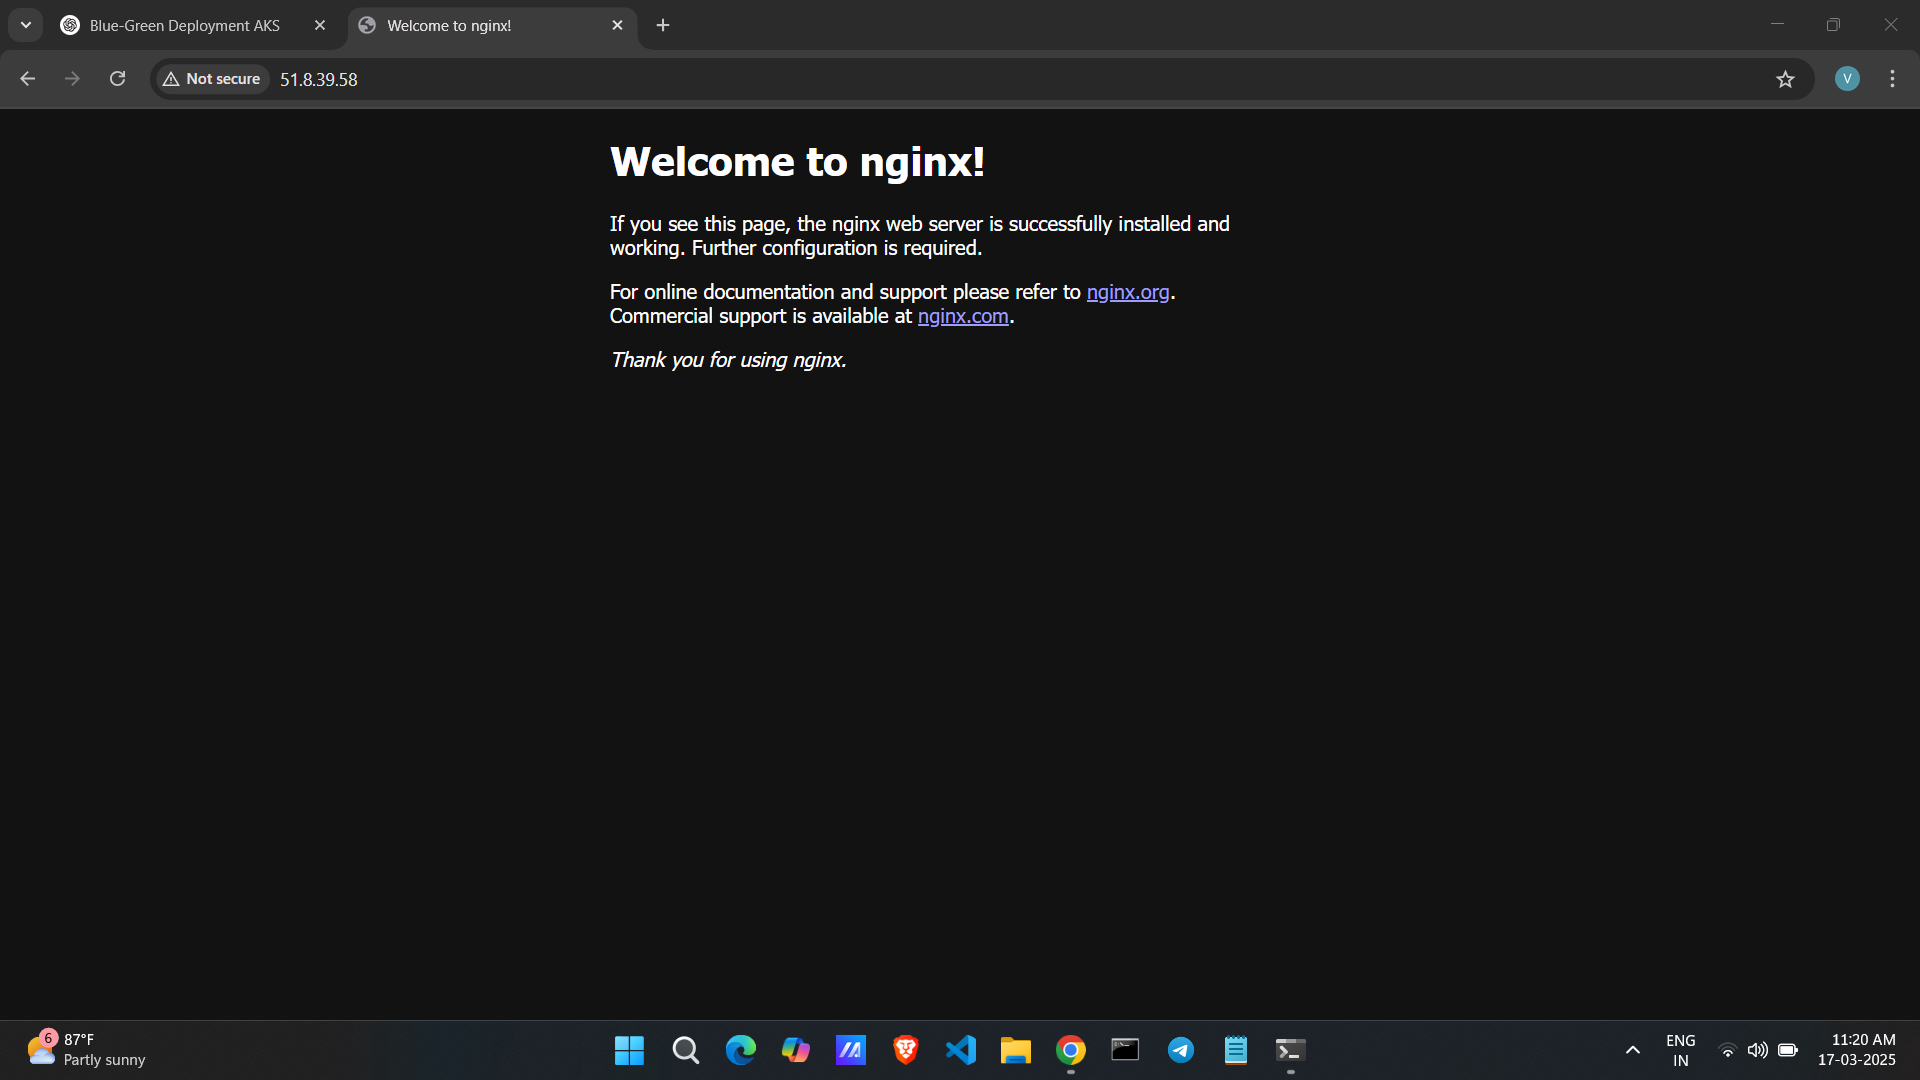 Blue-Green Deployment AKS
Welcome to nginx!
Not secure
51.8.39.58
V
Welcome to nginx!
If you see this page, the nginx web server is successfully installed and
working. Further configuration is required.
For online documentation and support please refer to nginx.org.
Commercial support is available at nginx.com.
Thank you for using nginx.
6
87°F
Partly sunny
ENG
IN
11:20 AM
17-03-2025